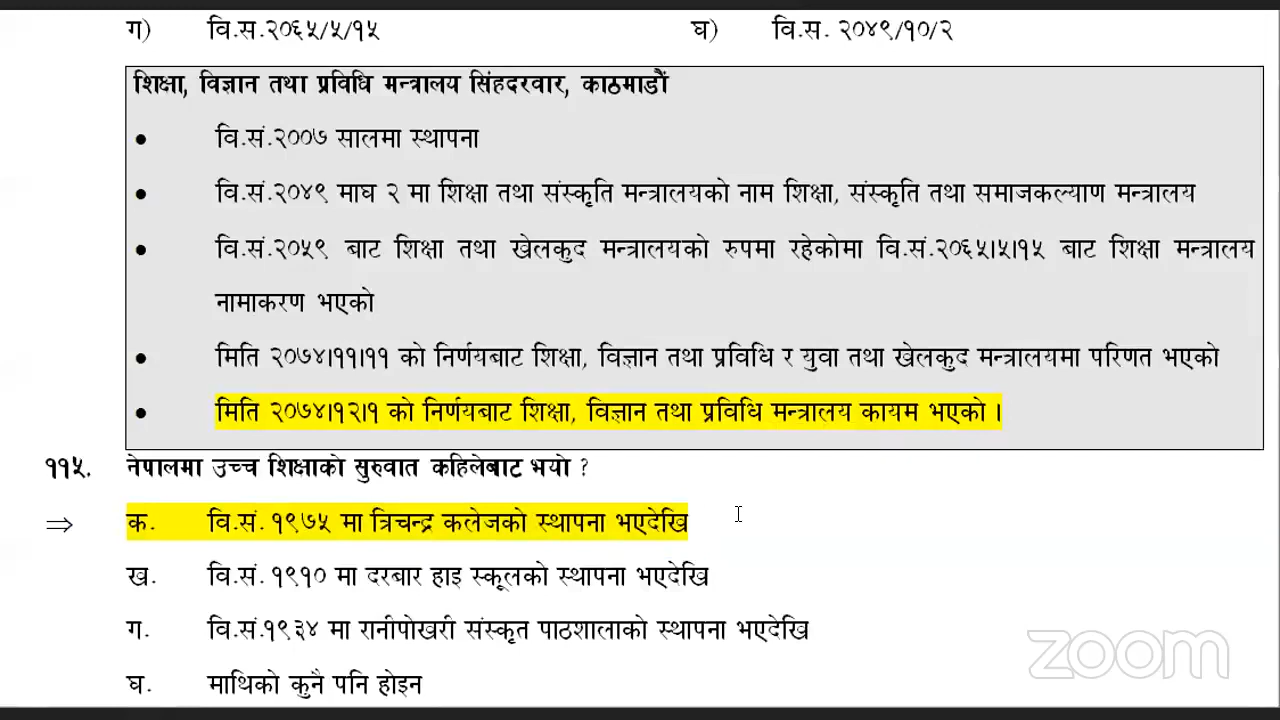 ग) वि.स.२०६५/५/१५ घ) वि.स. २०४९/१०/२
शिक्षा, विज्ञान तथा प्रविधि मन्त्रालय सिंहदरवार, काठमाडौं
• वि.सं.२००७ सालमा स्थापना
• वि.सं.२०४९ माघ २ मा शिक्षा तथा संस्कृति मन्त्रालयको नाम शिक्षा, संस्कृति तथा समाजकल्याण मन्त्रालय
• वि.सं.२०५९ बाट शिक्षा तथा खेलकुद मन्त्रालयको रुपमा रहेकोमा वि.सं.२०६५।५।१५ बाट शिक्षा मन्त्रालय
नामाकरण भएको
• मिति २०७४।११।११ को निर्णयबाट शिक्षा, विज्ञान तथा प्रविधि र युवा तथा खेलकुद मन्त्रालयमा परिणत भएको
• मिति २०७४।१२।१ को निर्णयबाट शिक्षा, विज्ञान तथा प्रविधि मन्त्रालय कायम भएको ।
११५. नेपालमा उच्च शिक्षाको सुरुवात कहिलेबाट भयो ?
⇒ क. वि.सं. १९७५ मा त्रिचन्द्र कलेजको स्थापना भएदेखि
ख. वि.सं. १९१० मा दरबार हाइ स्कूलको स्थापना भएदेखि
ग. वि.सं.१९३४ मा रानीपोखरी संस्कृत पाठशालाको स्थापना भएदेखि
घ. माथिको कुनै पनि होइन
zoom